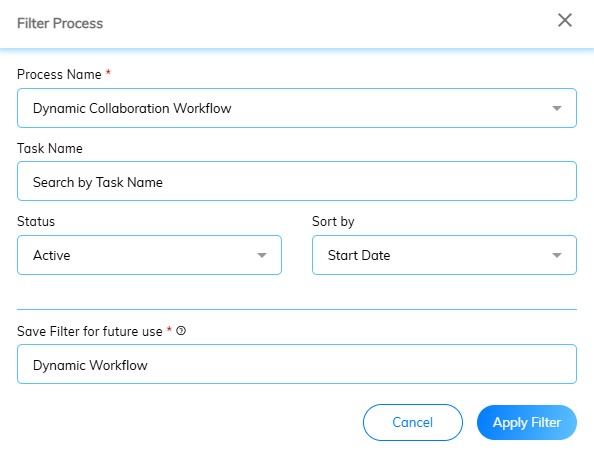 Filter Process
Process Name *
Dynamic Collaboration Workflow
Task Name
Search by Task Name
Status
Sort by
Active
Start Date
Save Filter for future use * ?
Dynamic Workflow
Cancel
Apply Filter